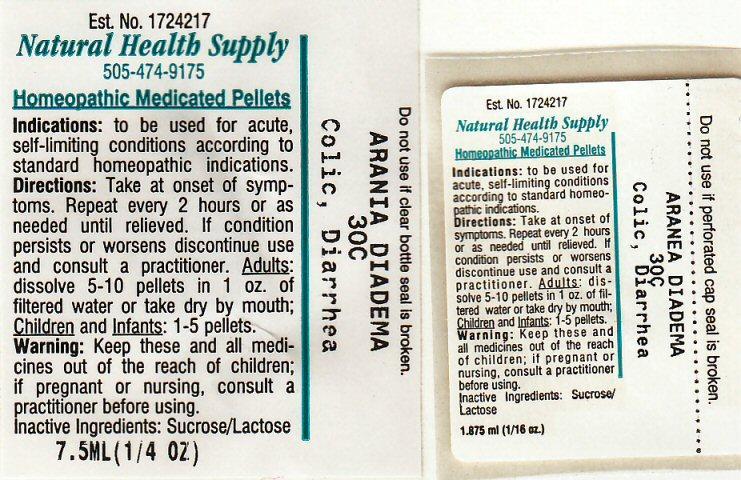 Est. No. 1724217
Natural Health Supply
505-474-9175
Homeopathic Medicated Pellets
Indications: to be used for acute,
self-limiting conditions according to
standard homeopathic indications.
Directions: Take at onset of symp-
toms. Repeat every 2 hours or as
needed until relieved. If condition
persists or worsens discontinue use
and consult a practitioner. Adults:
dissolve 5-10 pellets in 1 oz. of
filtered water or take dry by mouth;
Children and Infants: 1-5 pellets.
Warning: Keep these and all medi-
cines out of the reach of children;
if pregnant or nursing, consult a
practitioner before using.
Inactive Ingredients: Sucrose/Lactose
7.5ML(1/4 OZ)
Do not use if clear bottle seal is broken.
ARANIA DIADEMA
30C
Colic, Diarrhea
Est. No. 1724217
Natural Health Supply
505-474-9175
Homeopathic Medicated Pellets
Indications: to be used for
acute, self-limiting conditions
according to standard homeo-
pathic indications.
Directions: Take at onset of
symptoms. Repeat every 2 hours
or as needed until relieved. If
condition persists or worsens
discontinue use and consult a
practitioner. Adults: dis-
solve 5-10 pellets in 1 oz. of fil-
tered water or take dry by mouth;
Children and Infants: 1-5 pellets.
Warning: Keep these and
all medicines out of the reach
of children; if pregnant or
nursing, consult a practitioner
before using.
Inactive Ingredients: Sucrose/
Lactose
1.875 ml (1/16 oz.)
Do not use if perforated cap seal is broken.
ARANEA DIADEMA
30C
Colic, Diarrhea